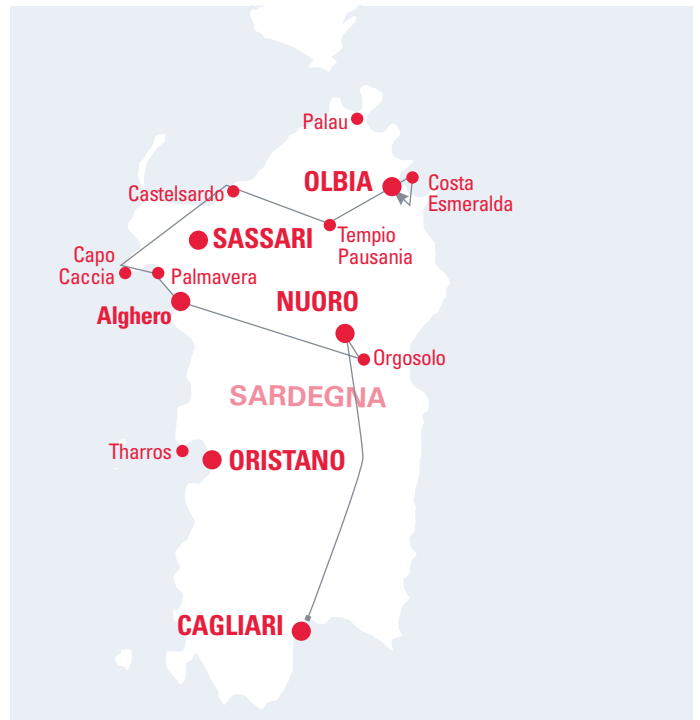 Palau
OLBIA
Costa
Esmeralda
Castelsardo
SASSARI
Tempio
Pausania
Capo
Caccia
Palmavera
NUORO
Alghero
Orgosolo
SARDEGNA
Tharros
ORISTANO
CAGLIARI